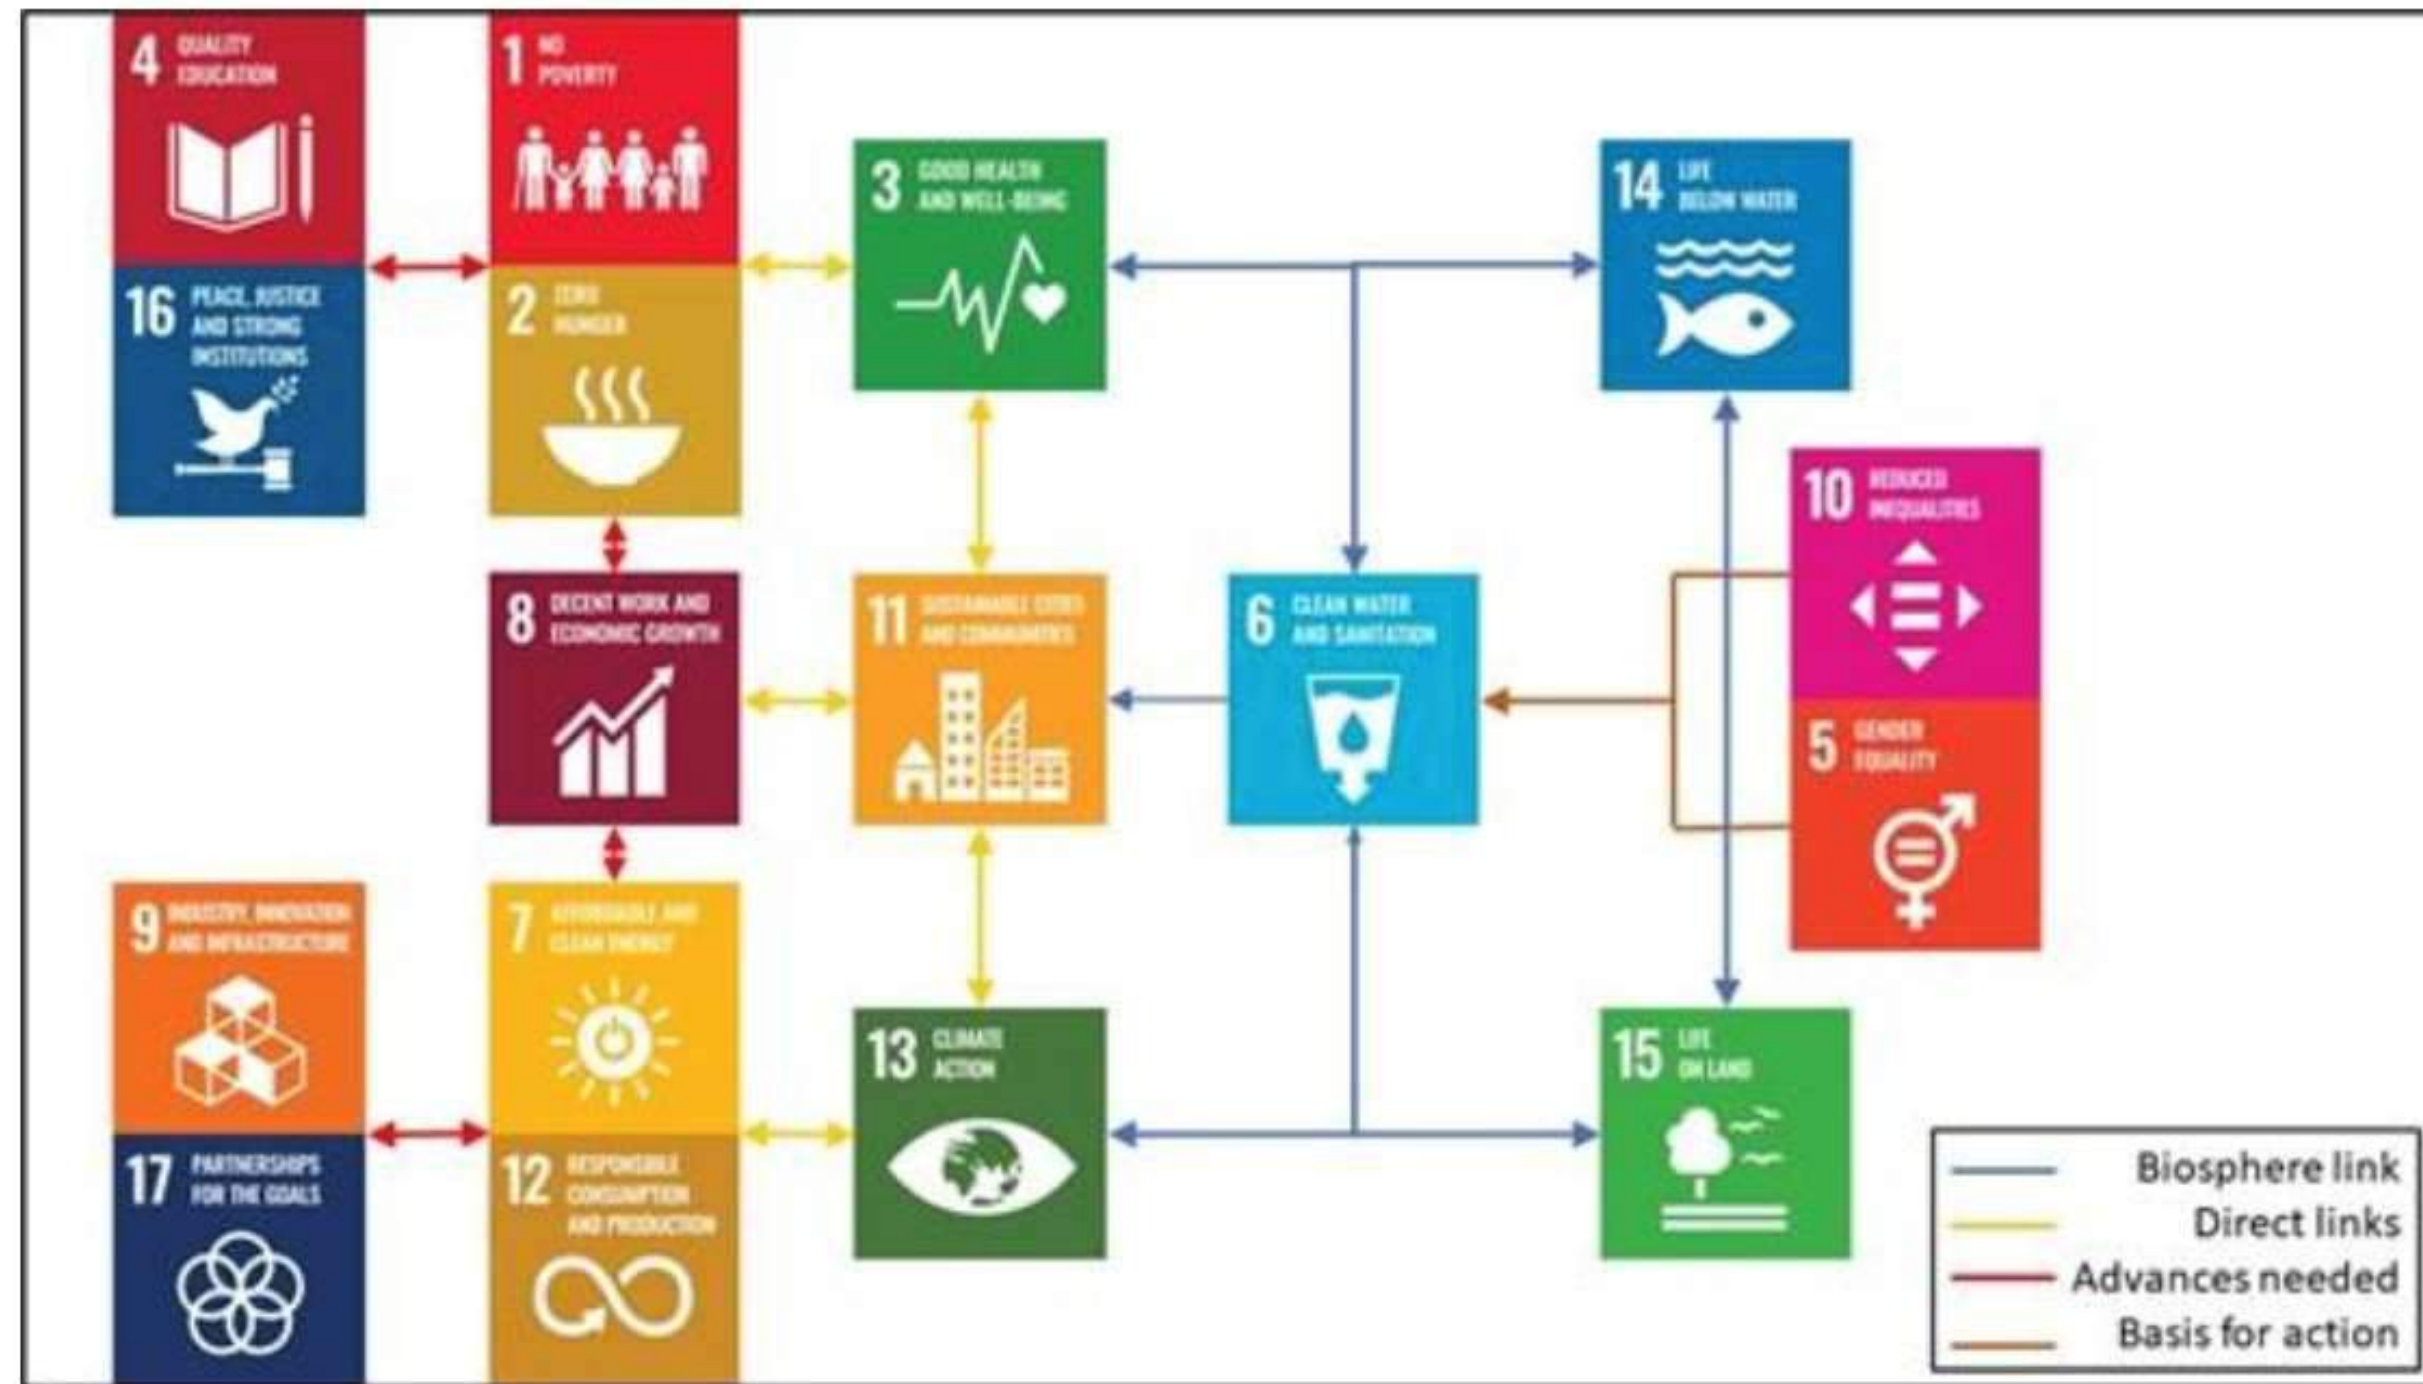 4 QUALITY
EDUCATION
1 NO
POVERTY
3 GOOD HEALTH
AND WELL-BEING
14 LIFE
BELOW WATER
16 PEACE, JUSTICE
AND STRONG
INSTITUTIONS
2 ZERO
HUNGER
10 REDUCED
INEQUALITIES
8 DECENT WORK AND
ECONOMIC GROWTH
11 SUSTAINABLE CITIES
AND COMMUNITIES
6 CLEAN WATER
AND SANITATION
5 GENDER
EQUALITY
9 INDUSTRY, INNOVATION
AND INFRASTRUCTURE
7 AFFORDABLE AND
CLEAN ENERGY
13 CLIMATE
ACTION
15 LIFE
ON LAND
17 PARTNERSHIPS
FOR THE GOALS
12 RESPONSIBLE
CONSUMPTION
AND PRODUCTION
Biosphere link
Direct links
Advances needed
Basis for action